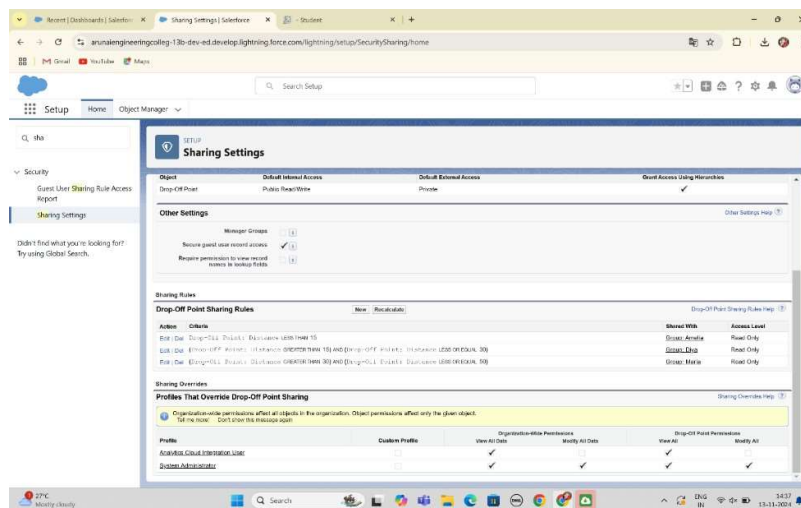 Recent | Dashboards | Salesforc
Sharing Settings | Salesforce
- Student
arunaiengineeringcolleg-13b-dev-ed.develop.lightning.force.com/lightning/setup/SecuritySharing/home
Gmail YouTube Maps
Search Setup
Setup Home Object Manager
sha
Security
Guest User Sharing Rule Access
Report
Sharing Settings
Didn't find what you're looking for?
Try using Global Search.
SETUP
Sharing Settings
Object Default Internal Access Default External Access Grant Access Using Hierarchies
Drop-Off Point Public Read/Write Private
Other Settings Other Settings Help
Manager Groups
Secure guest user record access
Require permission to view record
names in lookup fields
Sharing Rules
Drop-Off Point Sharing Rules New Recalculate Drop-Off Point Sharing Rules Help
Action Criteria Shared With Access Level
Edit | Del Drop-Off Point: Distance LESS THAN 15 Group: Amelia Read Only
Edit | Del (Drop-Off Point: Distance GREATER THAN 15) AND (Drop-Off Point: Distance LESS OR EQUAL 30) Group: Diya Read Only
Edit | Del (Drop-Off Point: Distance GREATER THAN 30) AND (Drop-Off Point: Distance LESS OR EQUAL 50) Group: Maria Read Only
Sharing Overrides
Profiles That Override Drop-Off Point Sharing Sharing Overrides Help
Organization-wide permissions affect all objects in the organization. Object permissions affect only the given object.
Tell me more! Don't show this message again
Organization-Wide Permissions Drop-Off Point Permissions
Profile Custom Profile View All Data Modify All Data View All Modify All
Analytics Cloud Integration User
System Administrator
27°C
Mostly cloudy
Search
ENG
IN
14:37
13-11-2024